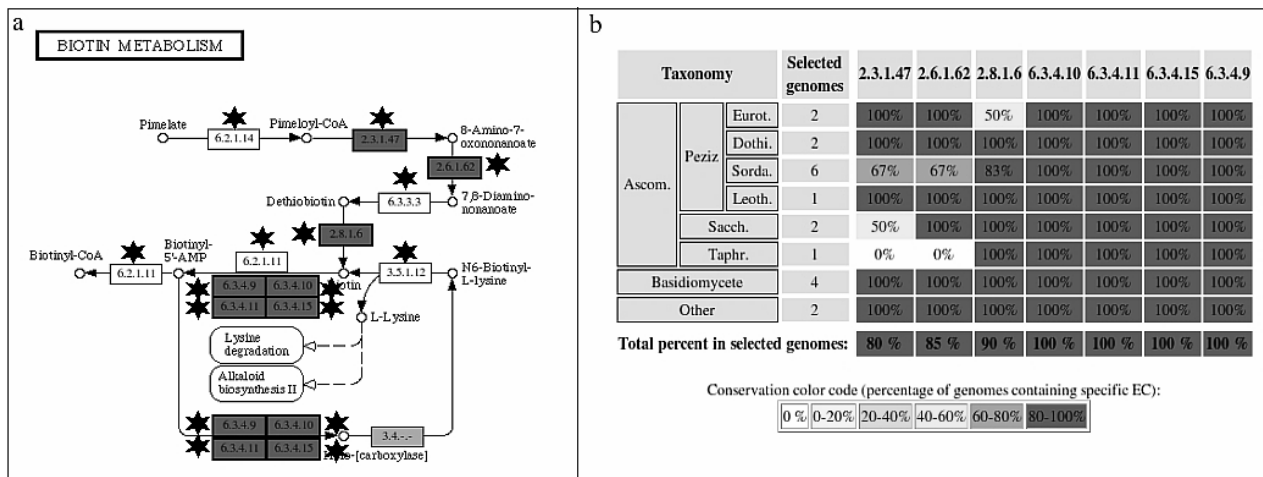 a
BIOTIN METABOLISM
Pimelate
6.2.1.14
Pimeloyl-CoA
2.3.1.47
8-Amino-7-
oxononanoate
2.6.1.62
Dethiobiotin
6.3.3.3
7,8-Diamino-
nonanoate
2.8.1.6
Biotinyl-CoA
6.2.1.11
Biotinyl-
5'-AMP
6.2.1.11
3.5.1.12
N6-Biotinyl-
L-lysine
6.3.4.9 6.3.4.10
6.3.4.11 6.3.4.15
L-Lysine
Lysine
degradation
Alkaloid
biosynthesis II
6.3.4.9 6.3.4.10
6.3.4.11 6.3.4.15
3.4.-.-
[carboxylase]
b
Taxonomy Selected genomes 2.3.1.47 2.6.1.62 2.8.1.6 6.3.4.10 6.3.4.11 6.3.4.15 6.3.4.9
Ascom. Peziz Eurot. 2 100% 100% 50% 100% 100% 100% 100%
Dothi. 2 100% 100% 100% 100% 100% 100% 100%
Sorda. 6 67% 67% 83% 100% 100% 100% 100%
Leoth. 1 100% 100% 100% 100% 100% 100% 100%
Sacch. 2 50% 100% 100% 100% 100% 100% 100%
Taphr. 1 0% 0% 100% 100% 100% 100% 100%
Basidiomycete 4 100% 100% 100% 100% 100% 100% 100%
Other 2 100% 100% 100% 100% 100% 100% 100%
Total percent in selected genomes: 80 % 85 % 90 % 100 % 100 % 100 % 100 %
Conservation color code (percentage of genomes containing specific EC):
0 % 0-20% 20-40% 40-60% 60-80% 80-100%